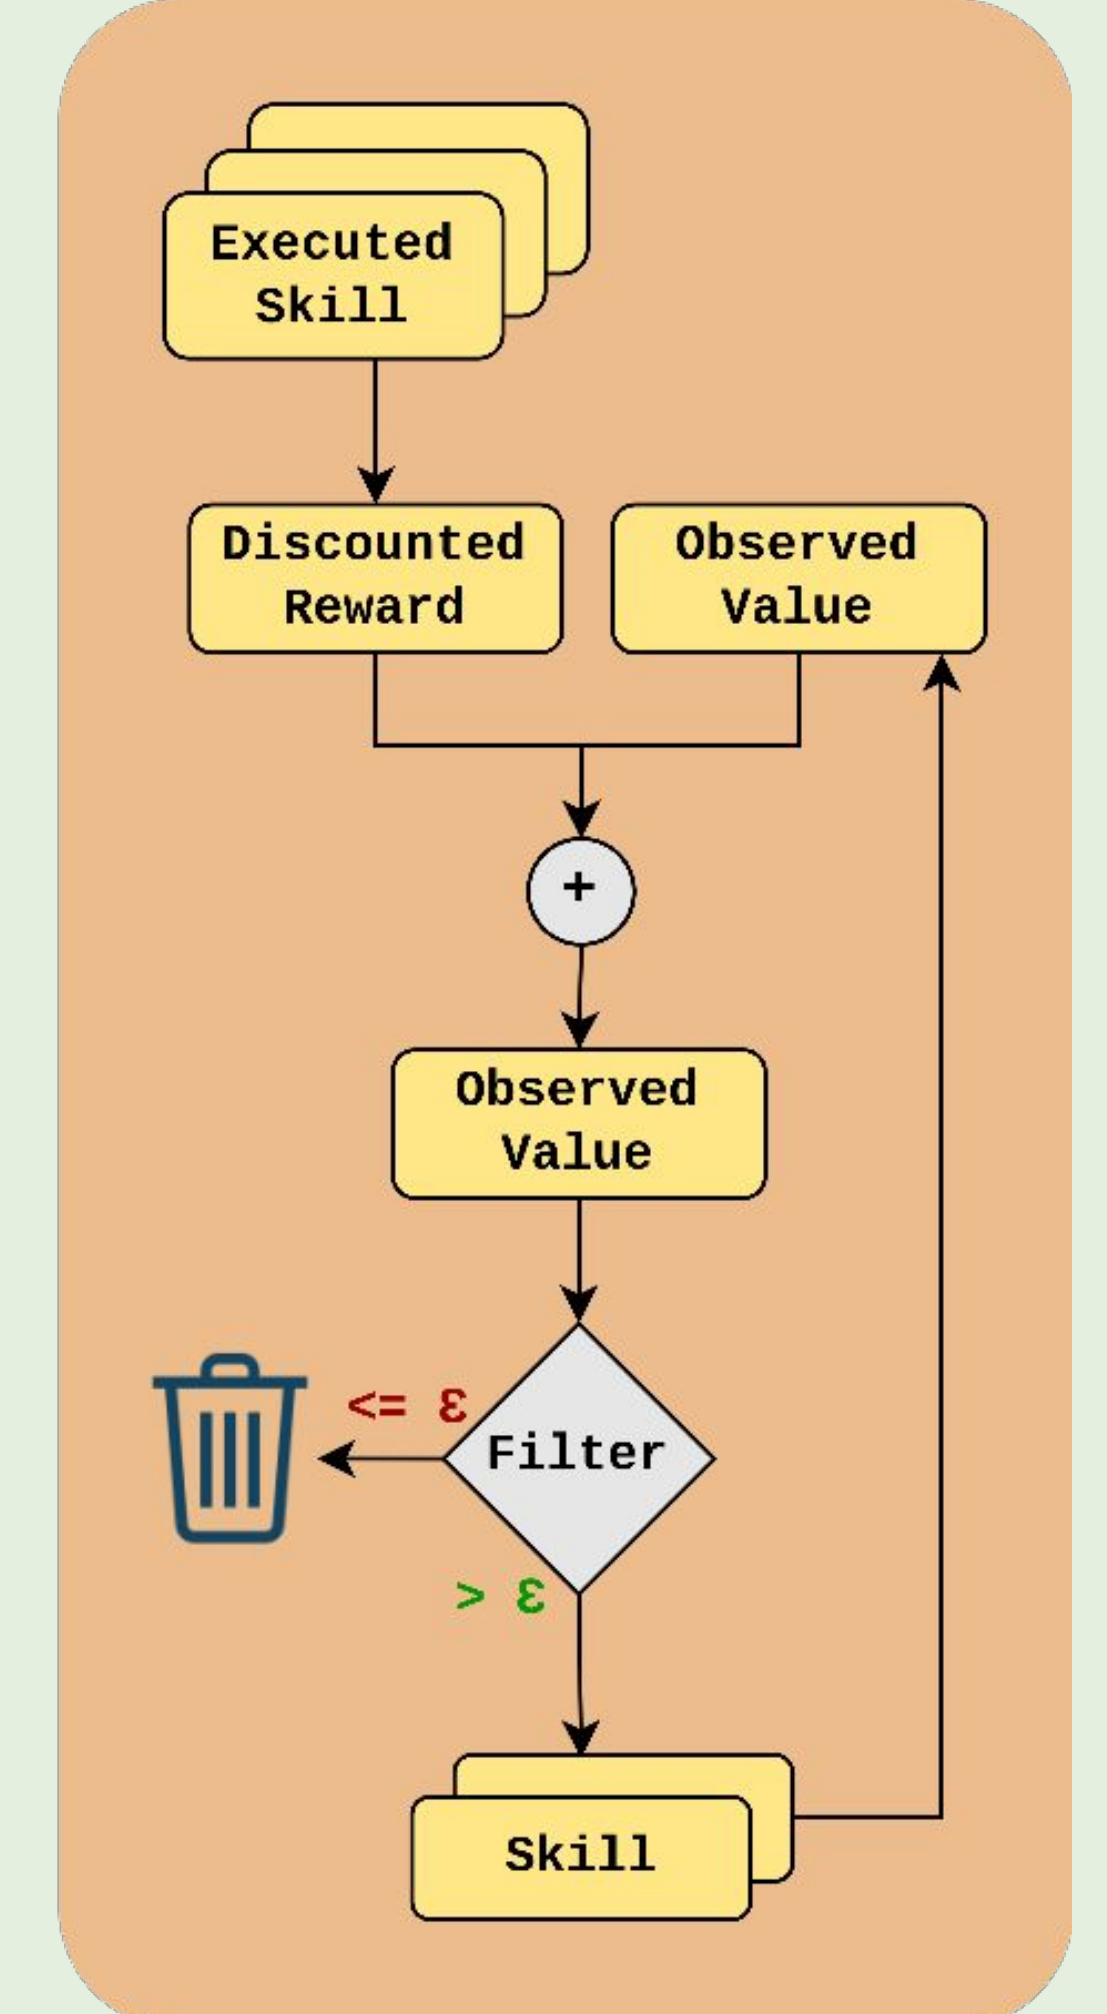 Executed
Skill
Discounted
Reward
Observed
Value
+
Observed
Value
<= Ɛ
Filter
> Ɛ
Skill